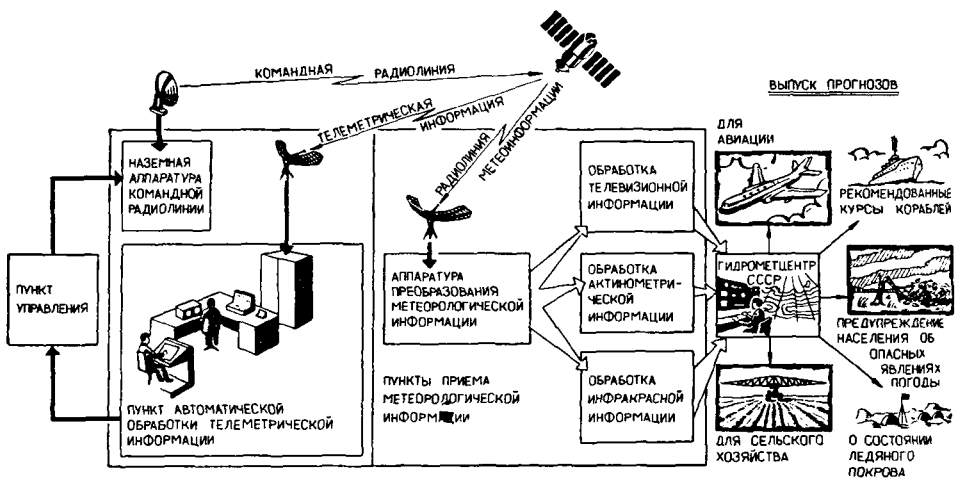 КОМАНДНАЯ РАДИОЛИНИЯ
ТЕЛЕМЕТРИЧЕСКАЯ
ИНФОРМАЦИЯ
РАДИОЛИНИЯ
МЕТЕОИНФОРМАЦИИ
НАЗЕМНАЯ
АППАРАТУРА
КОМАНДНОЙ
РАДИОЛИНИИ
ПУНКТ
УПРАВЛЕНИЯ
ПУНКТ АВТОМАТИЧЕСКОЙ
ОБРАБОТКИ ТЕЛЕМЕТРИЧЕСКОЙ
ИНФОРМАЦИИ
АППАРАТУРА
ПРЕОБРАЗОВАНИЯ
МЕТЕОРОЛОГИЧЕСКОЙ
ИНФОРМАЦИИ
ПУНКТЫ ПРИЕМА
МЕТЕОРОЛОГИЧЕСКОЙ
ИНФОРМАЦИИ
ОБРАБОТКА
ТЕЛЕВИЗИОННОЙ
ИНФОРМАЦИИ
ОБРАБОТКА
АКТИНОМЕТРИ-
ЧЕСКОЙ
ИНФОРМАЦИИ
ОБРАБОТКА
ИНФРАКРАСНОЙ
ИНФОРМАЦИИ
ГИДРОМЕТЦЕНТР
СССР
ВЫПУСК ПРОГНОЗОВ
ДЛЯ
АВИАЦИИ
РЕКОМЕНДОВАННЫЕ
КУРСЫ КОРАБЛЕЙ
ПРЕДУПРЕЖДЕНИЕ
НАСЕЛЕНИЯ ОБ
ОПАСНЫХ
ЯВЛЕНИЯХ
ПОГОДЫ
ДЛЯ СЕЛЬСКОГО
ХОЗЯЙСТВА
О СОСТОЯНИИ
ЛЕДЯНОГО
ПОКРОВА